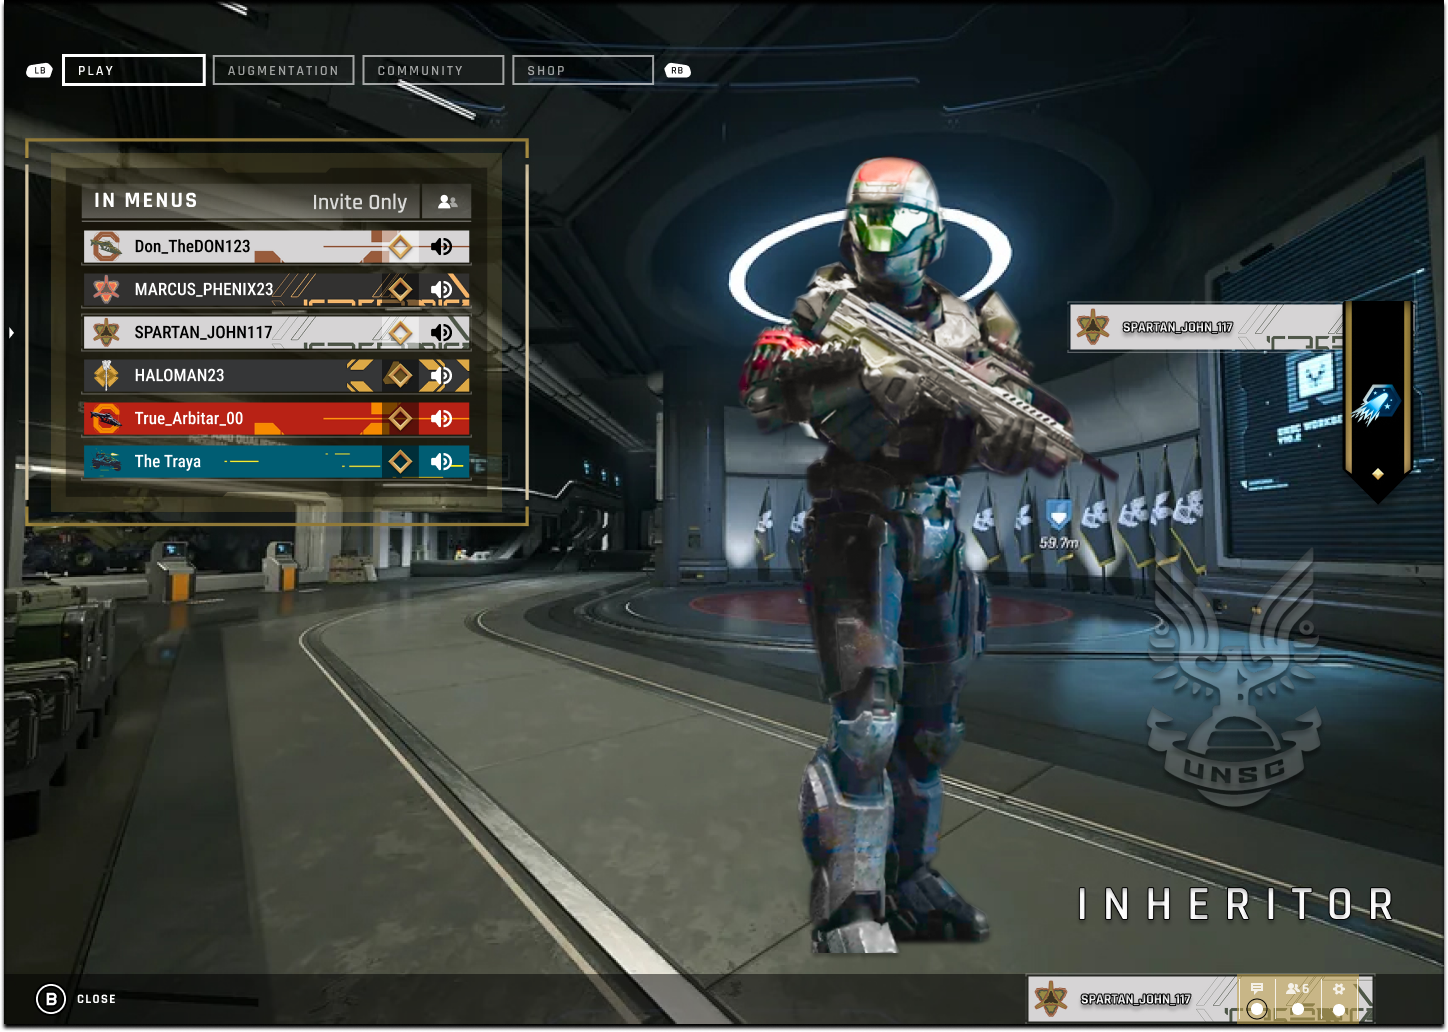 LB PLAY AUGMENTATION COMMUNITY SHOP RB
IN MENUS Invite Only
Don_TheDON123
MARCUS_PHENIX23
SPARTAN_JOHN117
HALOMAN23
True_Arbitar_00
The Traya
SPARTAN_JOHN_117
59.7m
UNSC
INHERITOR
B CLOSE
SPARTAN_JOHN_117 6